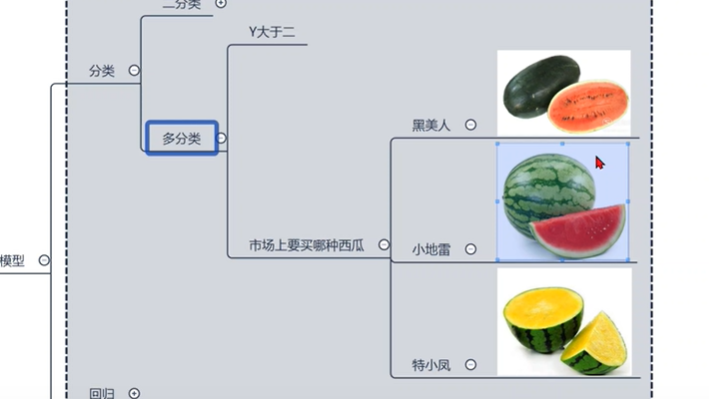 二分类
Y大于二
分类
黑美人
多分类
市场上要买哪种西瓜
小地雷
模型
特小凤
回归